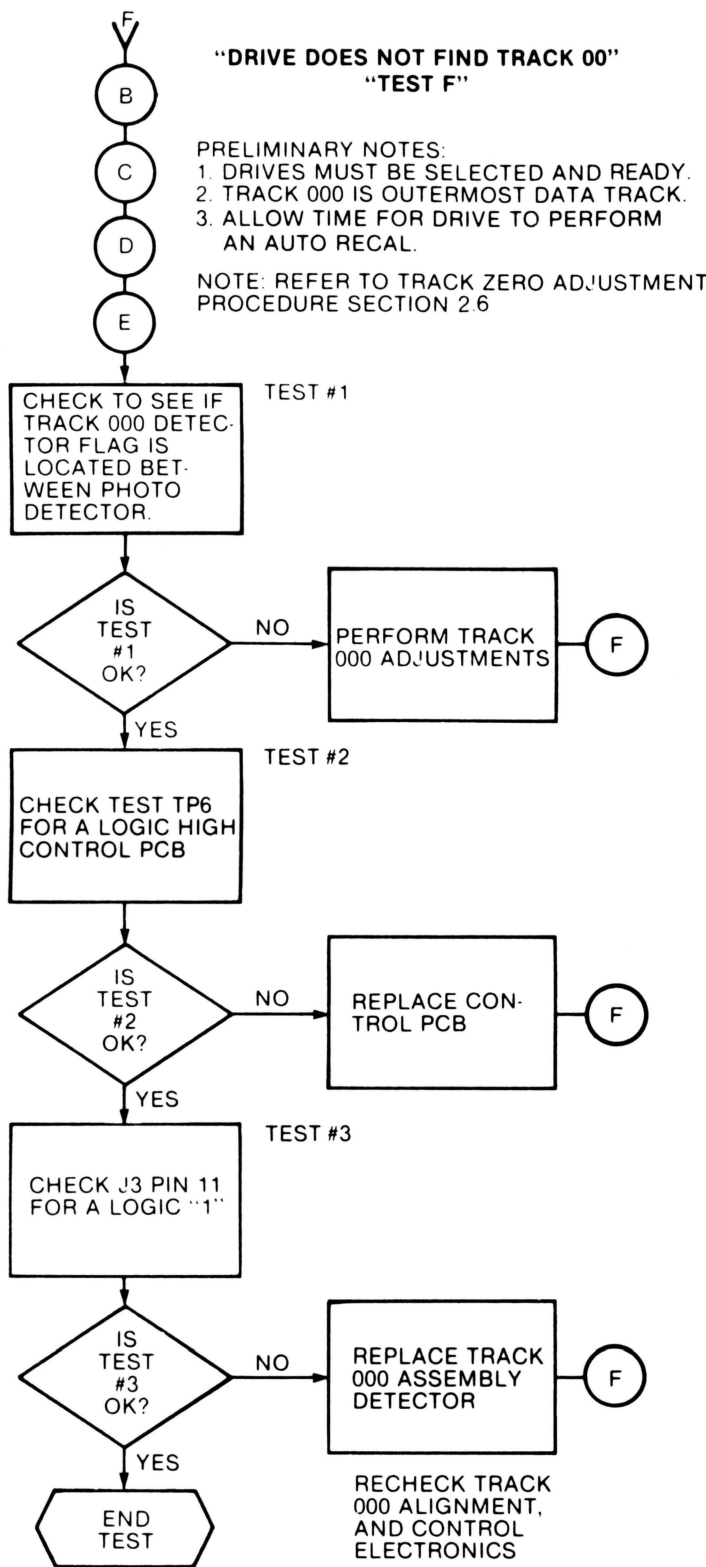 F
"DRIVE DOES NOT FIND TRACK 00"
"TEST F"
B
C
D
E
PRELIMINARY NOTES:
1. DRIVES MUST BE SELECTED AND READY.
2. TRACK 000 IS OUTERMOST DATA TRACK.
3. ALLOW TIME FOR DRIVE TO PERFORM
AN AUTO RECAL.
NOTE: REFER TO TRACK ZERO ADJUSTMENT
PROCEDURE SECTION 2.6
TEST #1
CHECK TO SEE IF
TRACK 000 DETEC-
TOR FLAG IS
LOCATED BET-
WEEN PHOTO
DETECTOR.
IS
TEST
#1
OK?
NO
PERFORM TRACK
000 ADJUSTMENTS
F
YES
TEST #2
CHECK TEST TP6
FOR A LOGIC HIGH
CONTROL PCB
IS
TEST
#2
OK?
NO
REPLACE CON-
TROL PCB
F
YES
TEST #3
CHECK J3 PIN 11
FOR A LOGIC "1"
IS
TEST
#3
OK?
NO
REPLACE TRACK
000 ASSEMBLY
DETECTOR
F
YES
RECHECK TRACK
000 ALIGNMENT,
AND CONTROL
ELECTRONICS
END
TEST